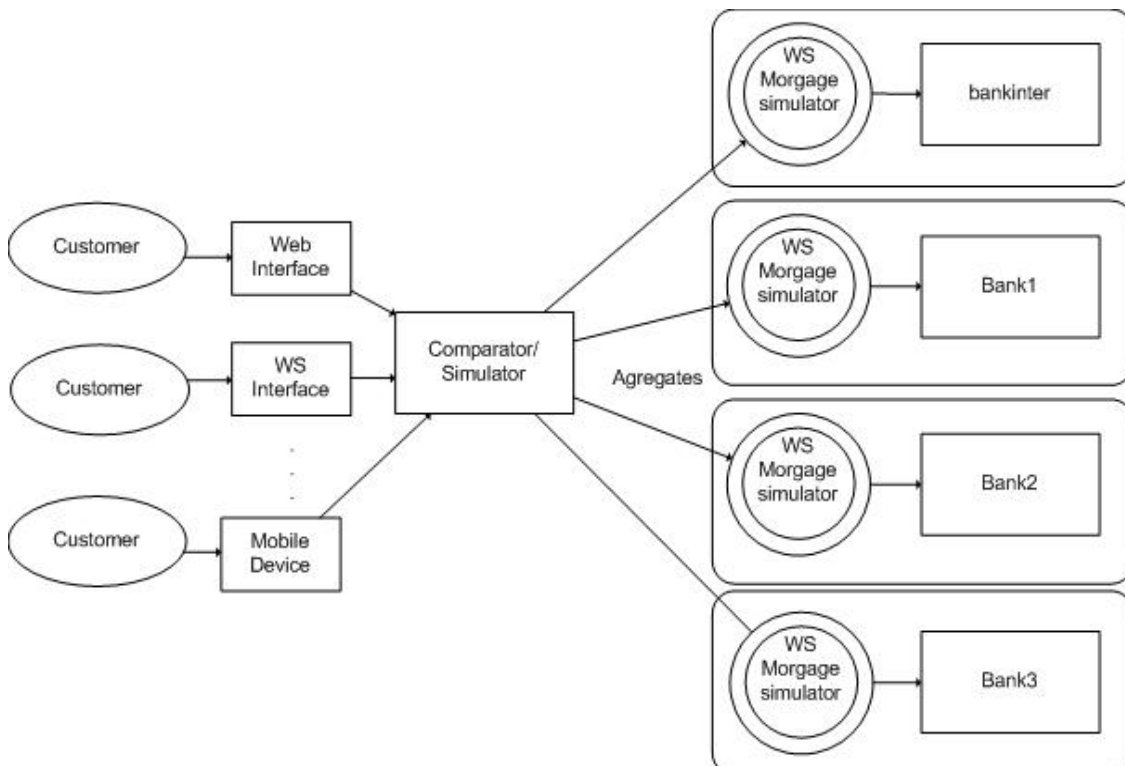 Customer
Web
Interface
Customer
WS
Interface
Customer
Mobile
Device
Comparator/
Simulator
Agregates
WS
Morgage
simulator
bankinter
WS
Morgage
simulator
Bank1
WS
Morgage
simulator
Bank2
WS
Morgage
simulator
Bank3